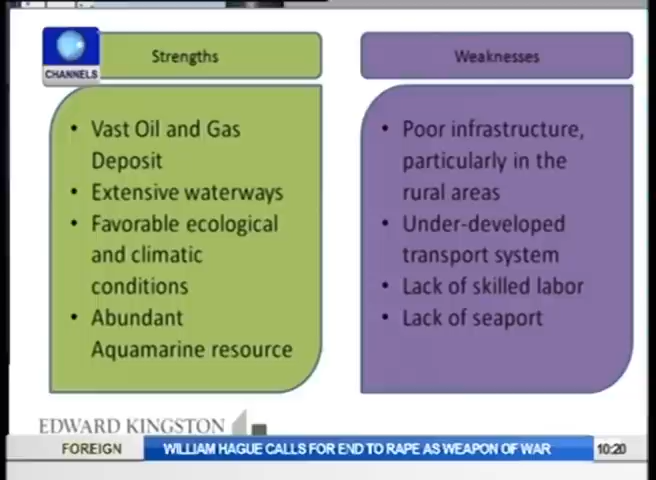 CHANNELS
Strengths
• Vast Oil and Gas
Deposit
• Extensive waterways
• Favorable ecological
and climatic
conditions
• Abundant
Aquamarine resource
Weaknesses
• Poor infrastructure,
particularly in the
rural areas
• Under-developed
transport system
• Lack of skilled labor
• Lack of seaport
EDWARD KINGSTON
FOREIGN
WILLIAM HAGUE CALLS FOR END TO RAPE AS WEAPON OF WAR
10:20